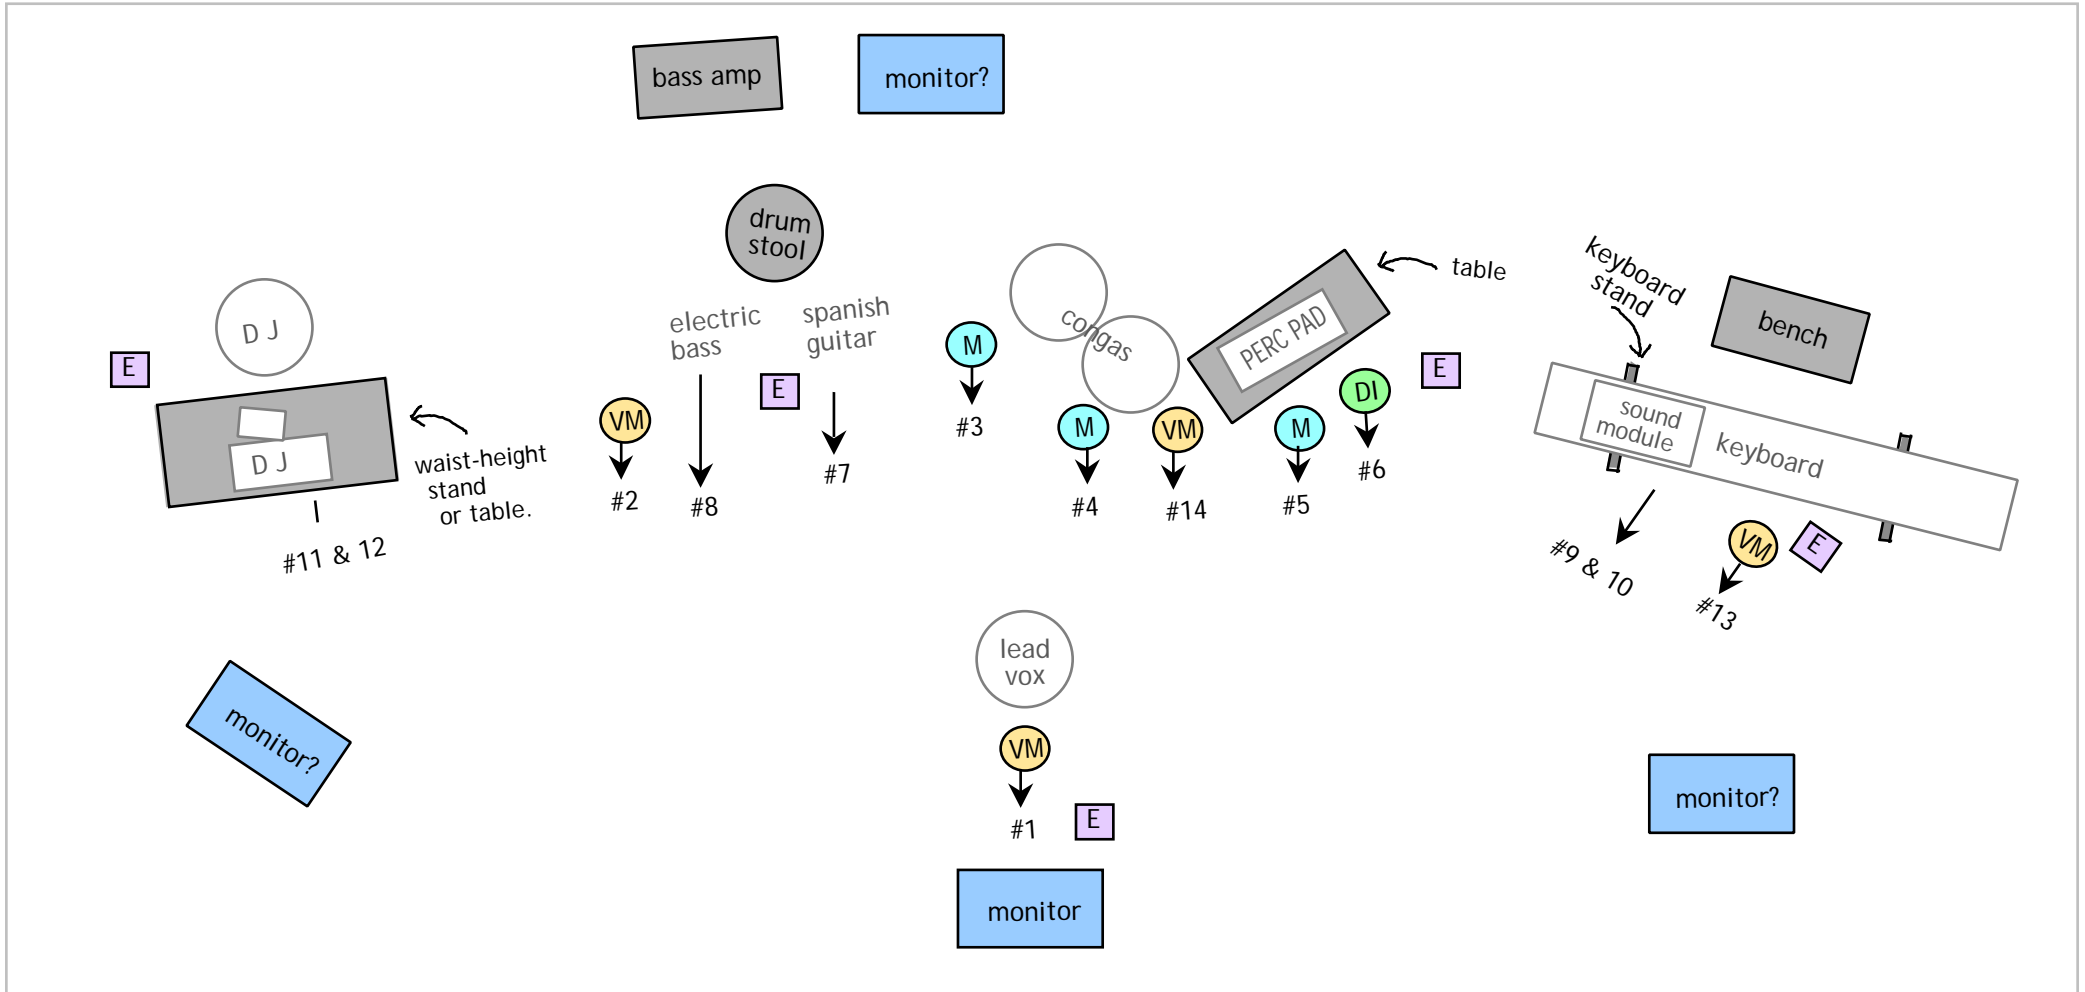 bass amp
monitor?
drum
stool
D J
E
D J
waist-height
stand
or table.
#11 & 12
electric
bass
spanish
guitar
E
VM
#2
#8
#7
M
#3
congas
M
#4
VM
#14
PERC PAD
table
M
#5
DI
#6
E
keyboard
stand
bench
sound
module
keyboard
#9 & 10
VM
E
#13
lead
vox
VM
#1
E
monitor
monitor?
monitor?